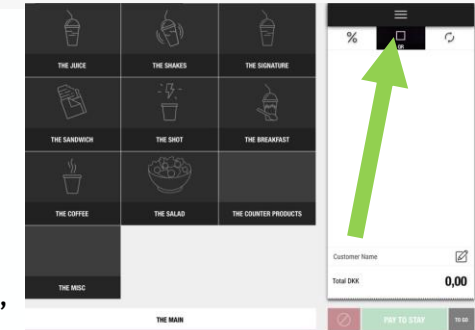 %
OR
THE JUICE THE SHAKES THE SIGNATURE
THE SANDWICH THE SHOT THE BREAKFAST
THE COFFEE THE SALAD THE COUNTER PRODUCTS
THE MISC
THE MAIN
Customer Name
Total DKK 0,00
PAY TO STAY TO GO
,